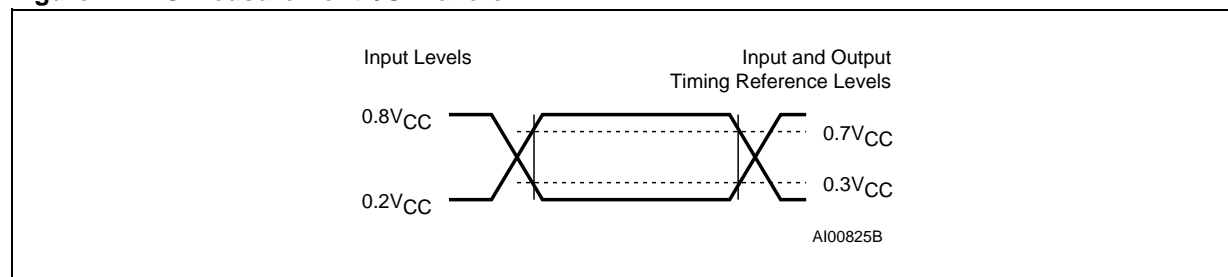 Input Levels
Input and Output
Timing Reference Levels
0.8VCC
0.7VCC
0.3VCC
0.2VCC
AI00825B